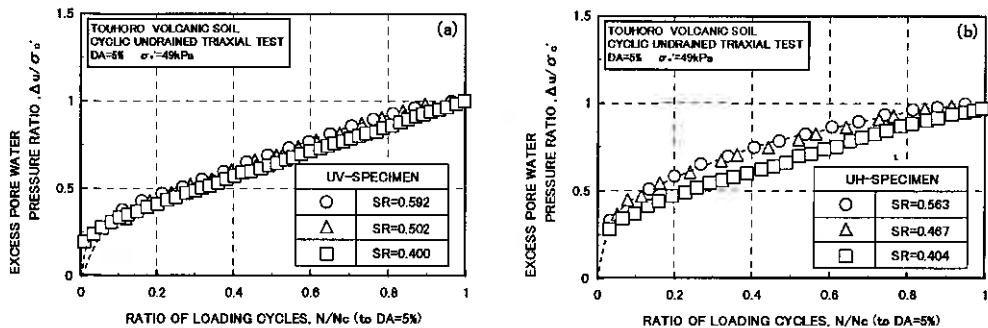 (a)
TOUHORO VOLCANIC SOIL
CYCLIC UNDRAINED TRIAXIAL TEST
DA=5% σc'=49kPa
EXCESS PORE WATER
PRESSURE RATIO, Δu/σc'
1.5
1
0.5
0
UV-SPECIMEN
SR=0.592
SR=0.502
SR=0.400
0 0.2 0.4 0.6 0.8 1
RATIO OF LOADING CYCLES, N/Nc (to DA=5%)
(b)
TOUHORO VOLCANIC SOIL
CYCLIC UNDRAINED TRIAXIAL TEST
DA=5% σc'=49kPa
EXCESS PORE WATER
PRESSURE RATIO, Δu/σc'
1.5
1
0.5
0
UH-SPECIMEN
SR=0.563
SR=0.467
SR=0.404
0 0.2 0.4 0.6 0.8 1
RATIO OF LOADING CYCLES, N/Nc (to DA=5%)